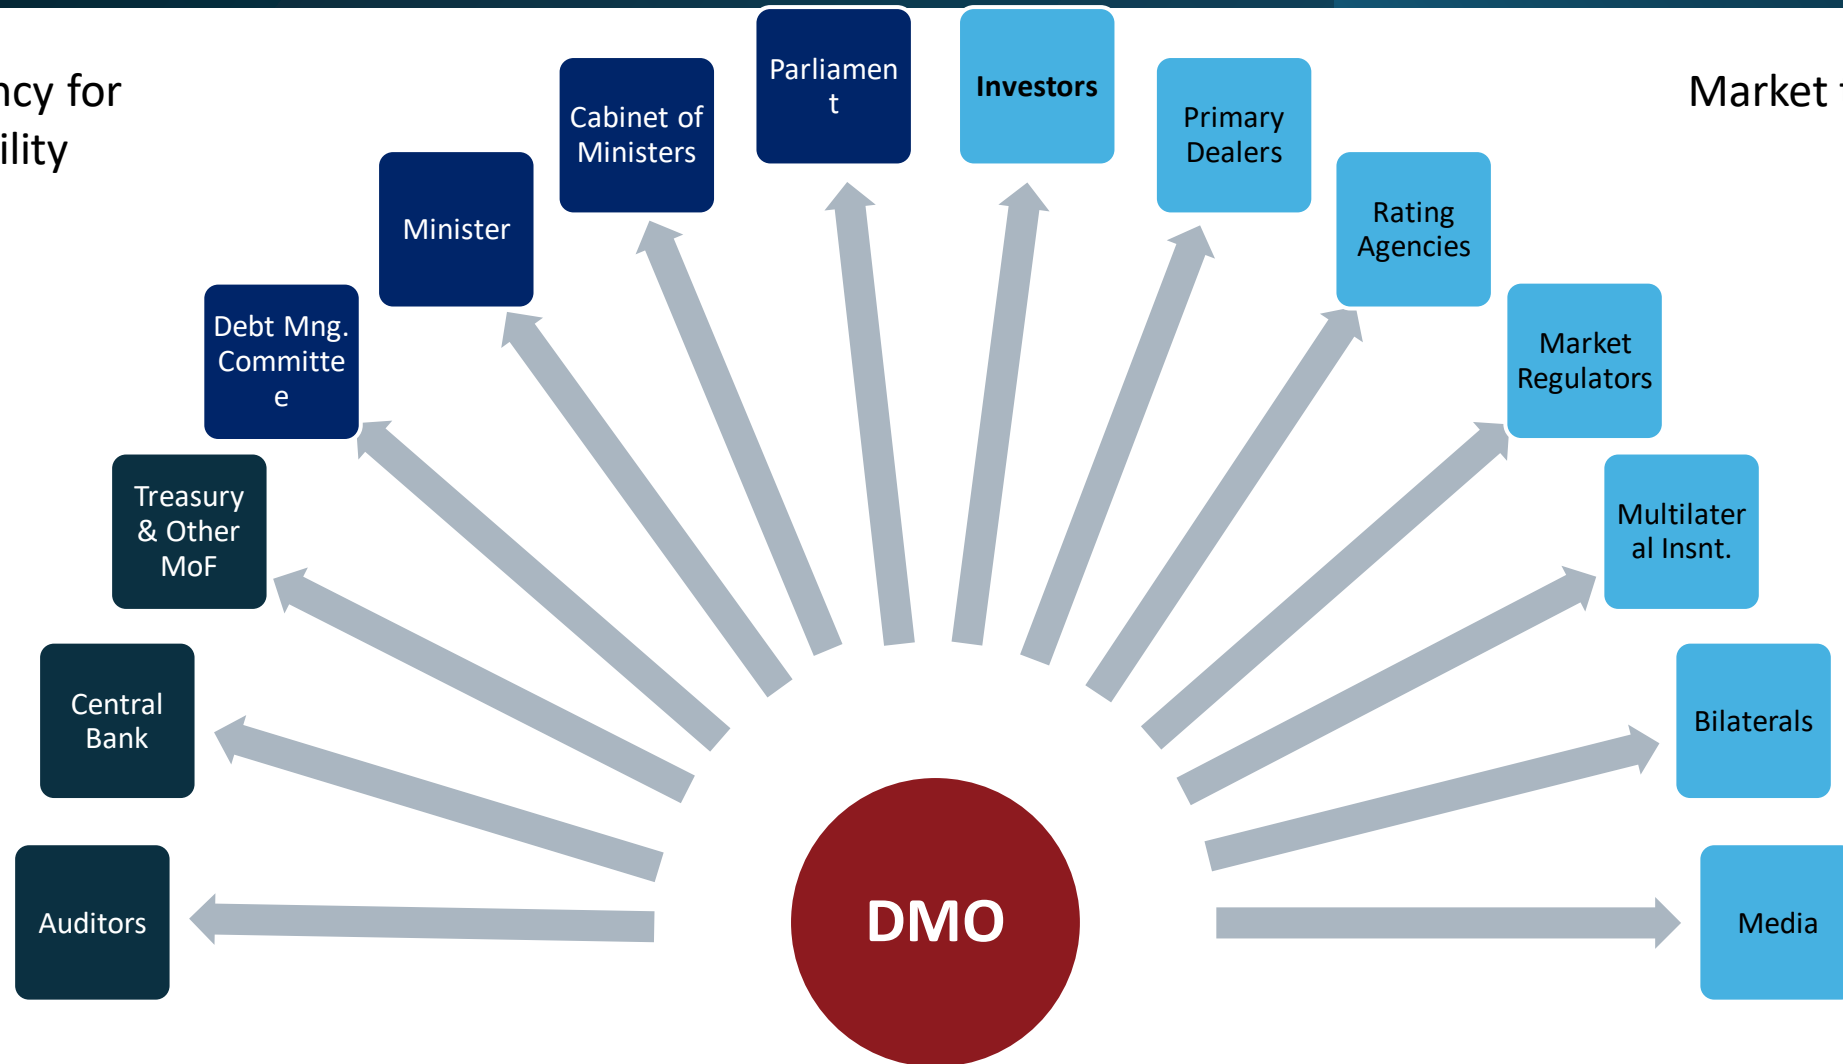 ncy for
ility
Market
Parliamen
t
Investors
Cabinet of
Ministers
Primary
Dealers
Minister
Rating
Agencies
Debt Mng.
Committe
e
Market
Regulators
Treasury
& Other
MoF
Multilater
al Insnt.
Central
Bank
Bilaterals
Auditors
DMO
Media